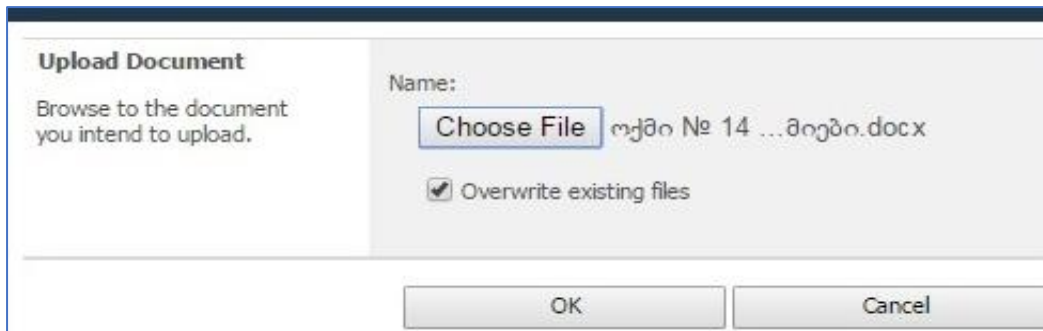 Upload Document
Browse to the document
you intend to upload.
Name:
Choose File ოქმი № 14 ...მიები.docx
Overwrite existing files
OK
Cancel